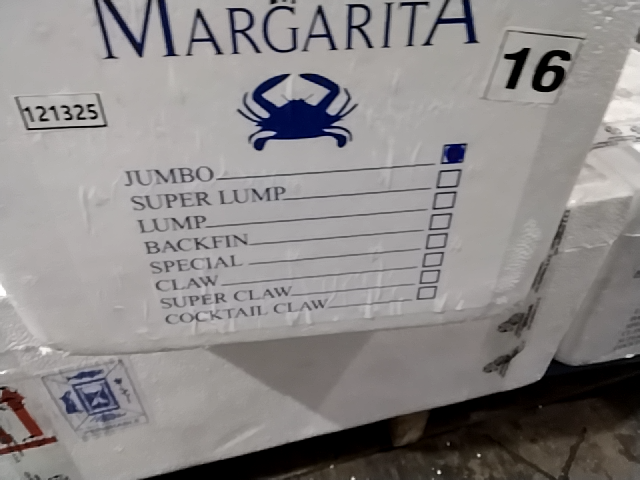 MARGARITA
16
121325
JUMBO
SUPER LUMP
LUMP
BACKFIN
SPECIAL
CLAW
SUPER CLAW
COCKTAIL CLAW